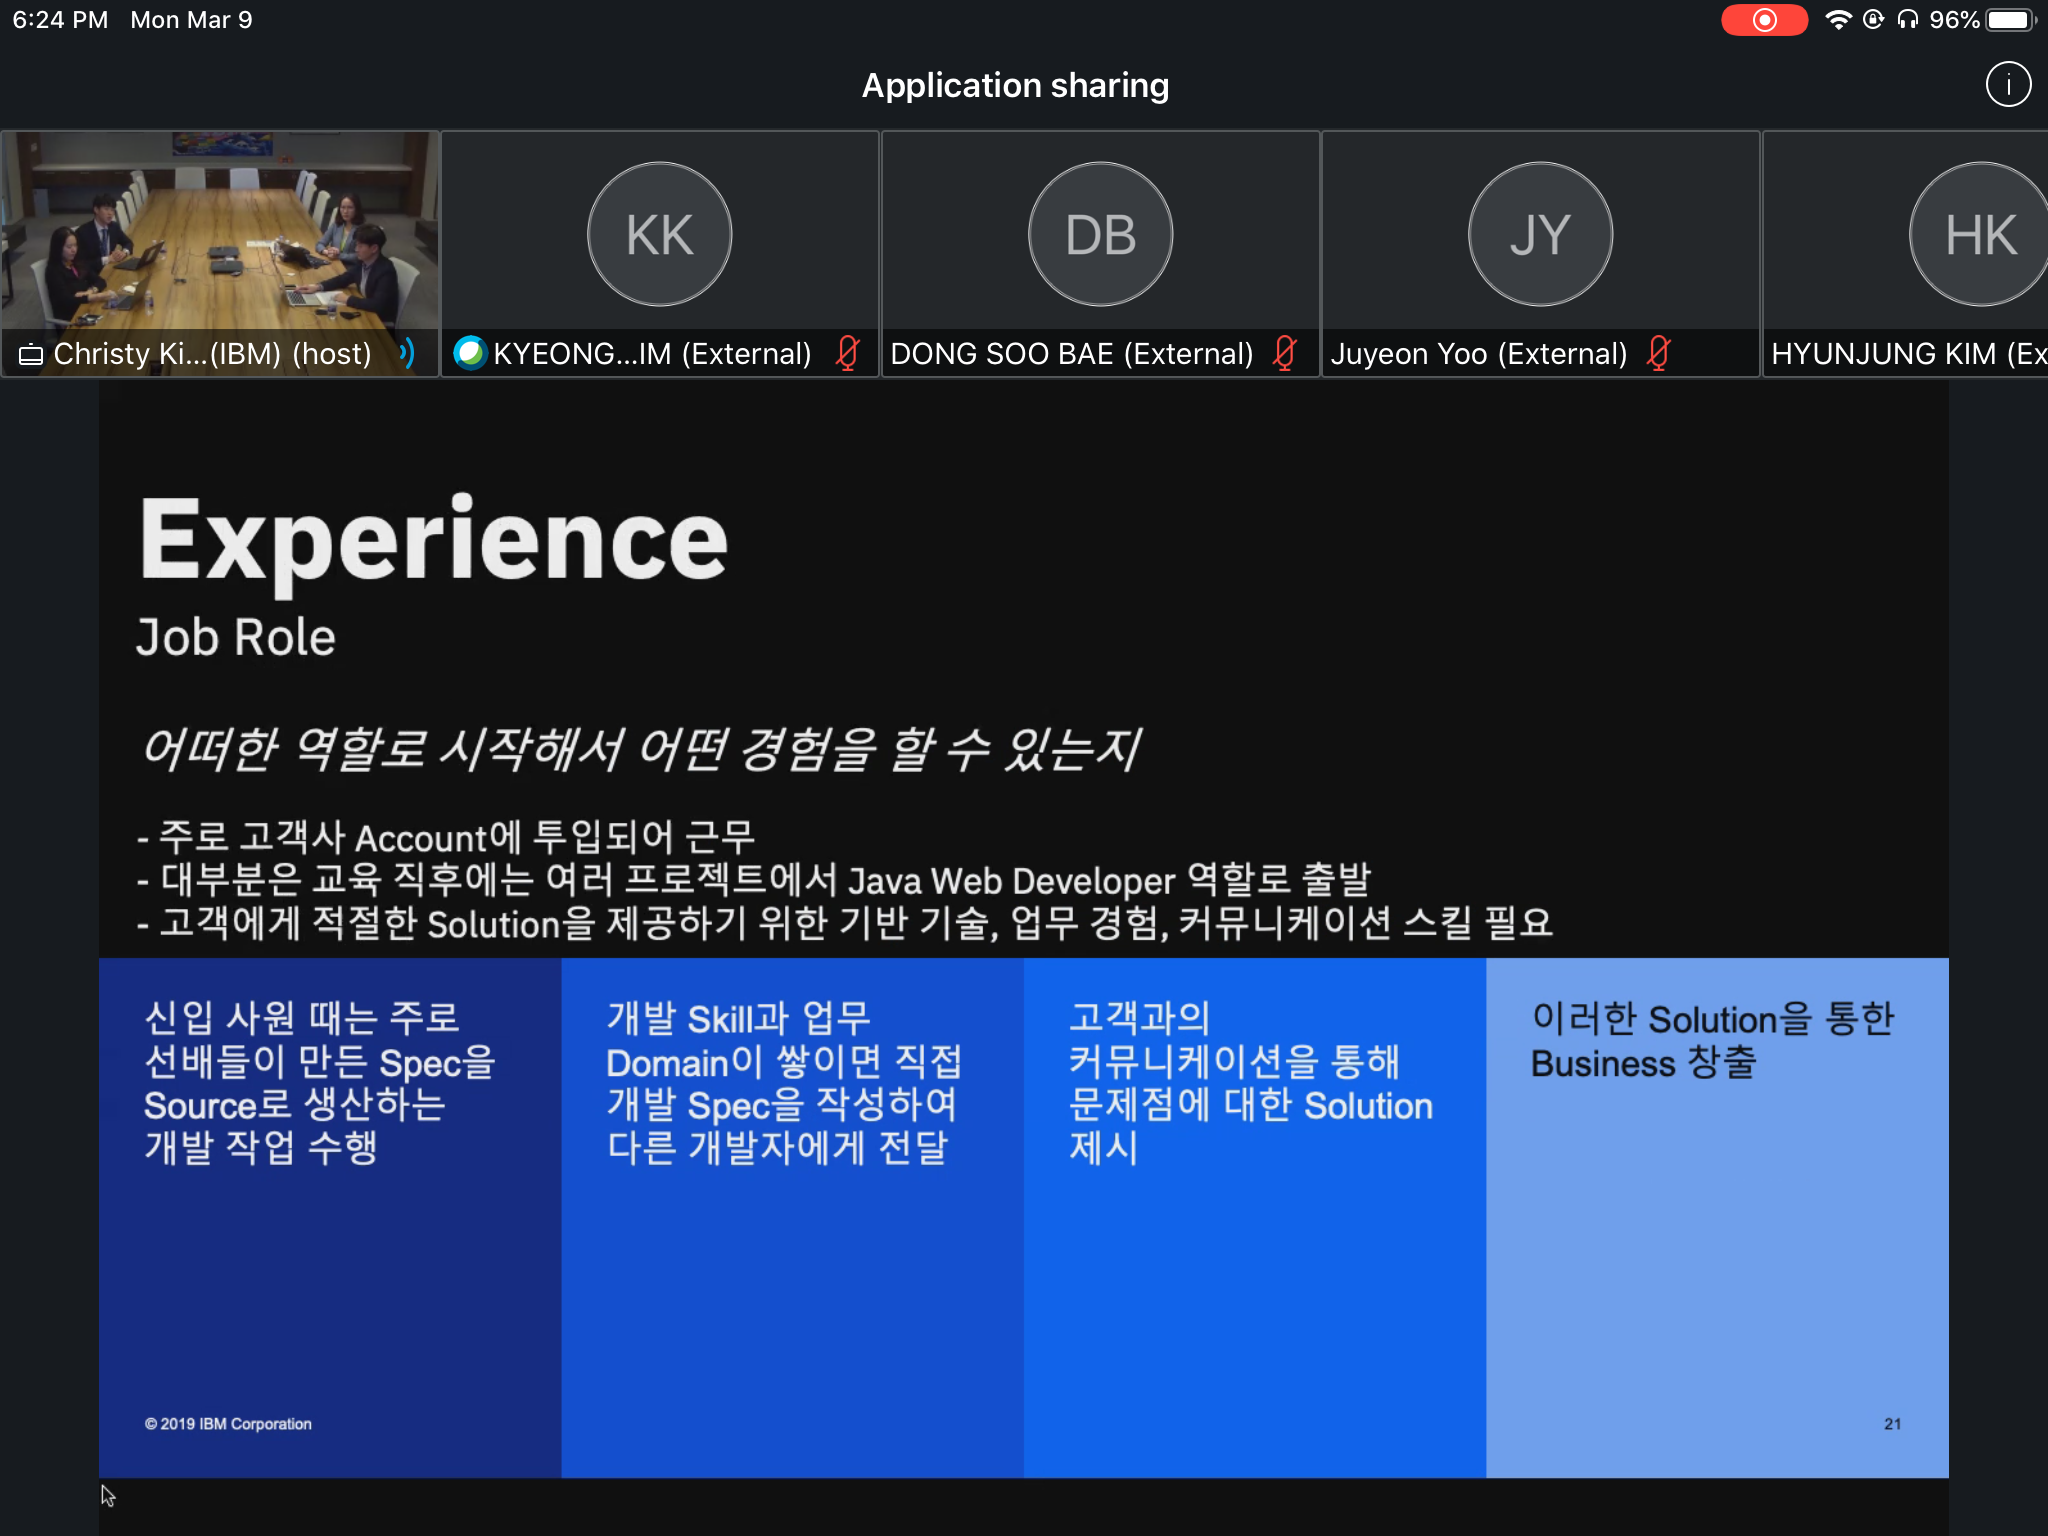 6:24 PM Mon Mar 9
96%
Application sharing
KK
DB
JY
HK
Christy Ki...(IBM) (host)
KYEONG...IM (External)
DONG SOO BAE (External)
Juyeon Yoo (External)
HYUNJUNG KIM (Ex
Experience
Job Role
어떠한 역할로 시작해서 어떤 경험을 할 수 있는지
- 주로 고객사 Account에 투입되어 근무
- 대부분은 교육 직후에는 여러 프로젝트에서 Java Web Developer 역할로 출발
- 고객에게 적절한 Solution을 제공하기 위한 기반 기술, 업무 경험, 커뮤니케이션 스킬 필요
신입 사원 때는 주로
선배들이 만든 Spec을
Source로 생산하는
개발 작업 수행
개발 Skill과 업무
Domain이 쌓이면 직접
개발 Spec을 작성하여
다른 개발자에게 전달
고객과의
커뮤니케이션을 통해
문제점에 대한 Solution
제시
이러한 Solution을 통한
Business 창출
© 2019 IBM Corporation
21